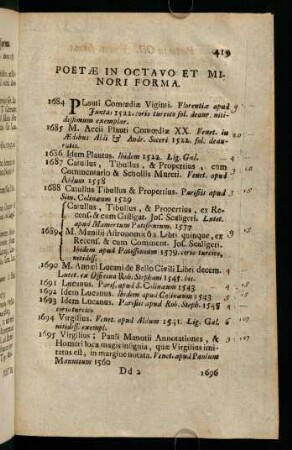 419
POETÆ IN OCTAVO ET MI-
NORI FORMA.
1684 PLauti Comœdiæ Viginti. Florentiæ apud
Juntas 1522. corio turcico fol. deaur. niti-
dissimum exemplar.
1685 M. Accii Plauti Comœdiæ XX. Venet. in
Ædibus Aldi & Andr. Soceri 1522. fol. deau-
ratis.
1686 Idem Plautus. Ibidem 1522. Lig. Gal.
1687 Catullus, Tibullus, & Propertius, cum
Commentario & Scholiis Mureti. Venet. apud
Aldum 1558
1688 Catullus Tibullus & Propertius. Parisiis apud
Sim. Colinæum 1529
Catullus, Tibullus, & Propertius, ex Re-
cens. & cum Castigat. Jos. Scaligeri. Lutet.
apud Mamertum Patissonium. 1577
1689 M. Manilii Astronomicôn Libri quinque, ex
Recens. & cum Comment. Jos. Scaligeri.
Ibidem apud Patissonium 1579. corio turcico,
nitidiss.
1690 M. Annæi Lucani de Bello Civili Libri decem.
Lutet. ex Officina Rob. Stephani 1545
1691 Lucanus. Paris. apud S. Colinæum 1543
1692 Idem Lucanus. Ibidem apud Colinæum 1543
1693 Idem Lucanus. Parisiis apud Rob. Steph. 1545
corio turcico
1694 Virgilius. Venet. apud Aldum 1541. Lig. Gal.
nitidiss. exempl.
1695 Virgilius; Pauli Manutii Annotationes, &
Homeri loca magis insignia, quæ Virgilius imi-
tatus est, in margine notata. Venet. apud Paulum
Manutium 1560
Dd 2
1696